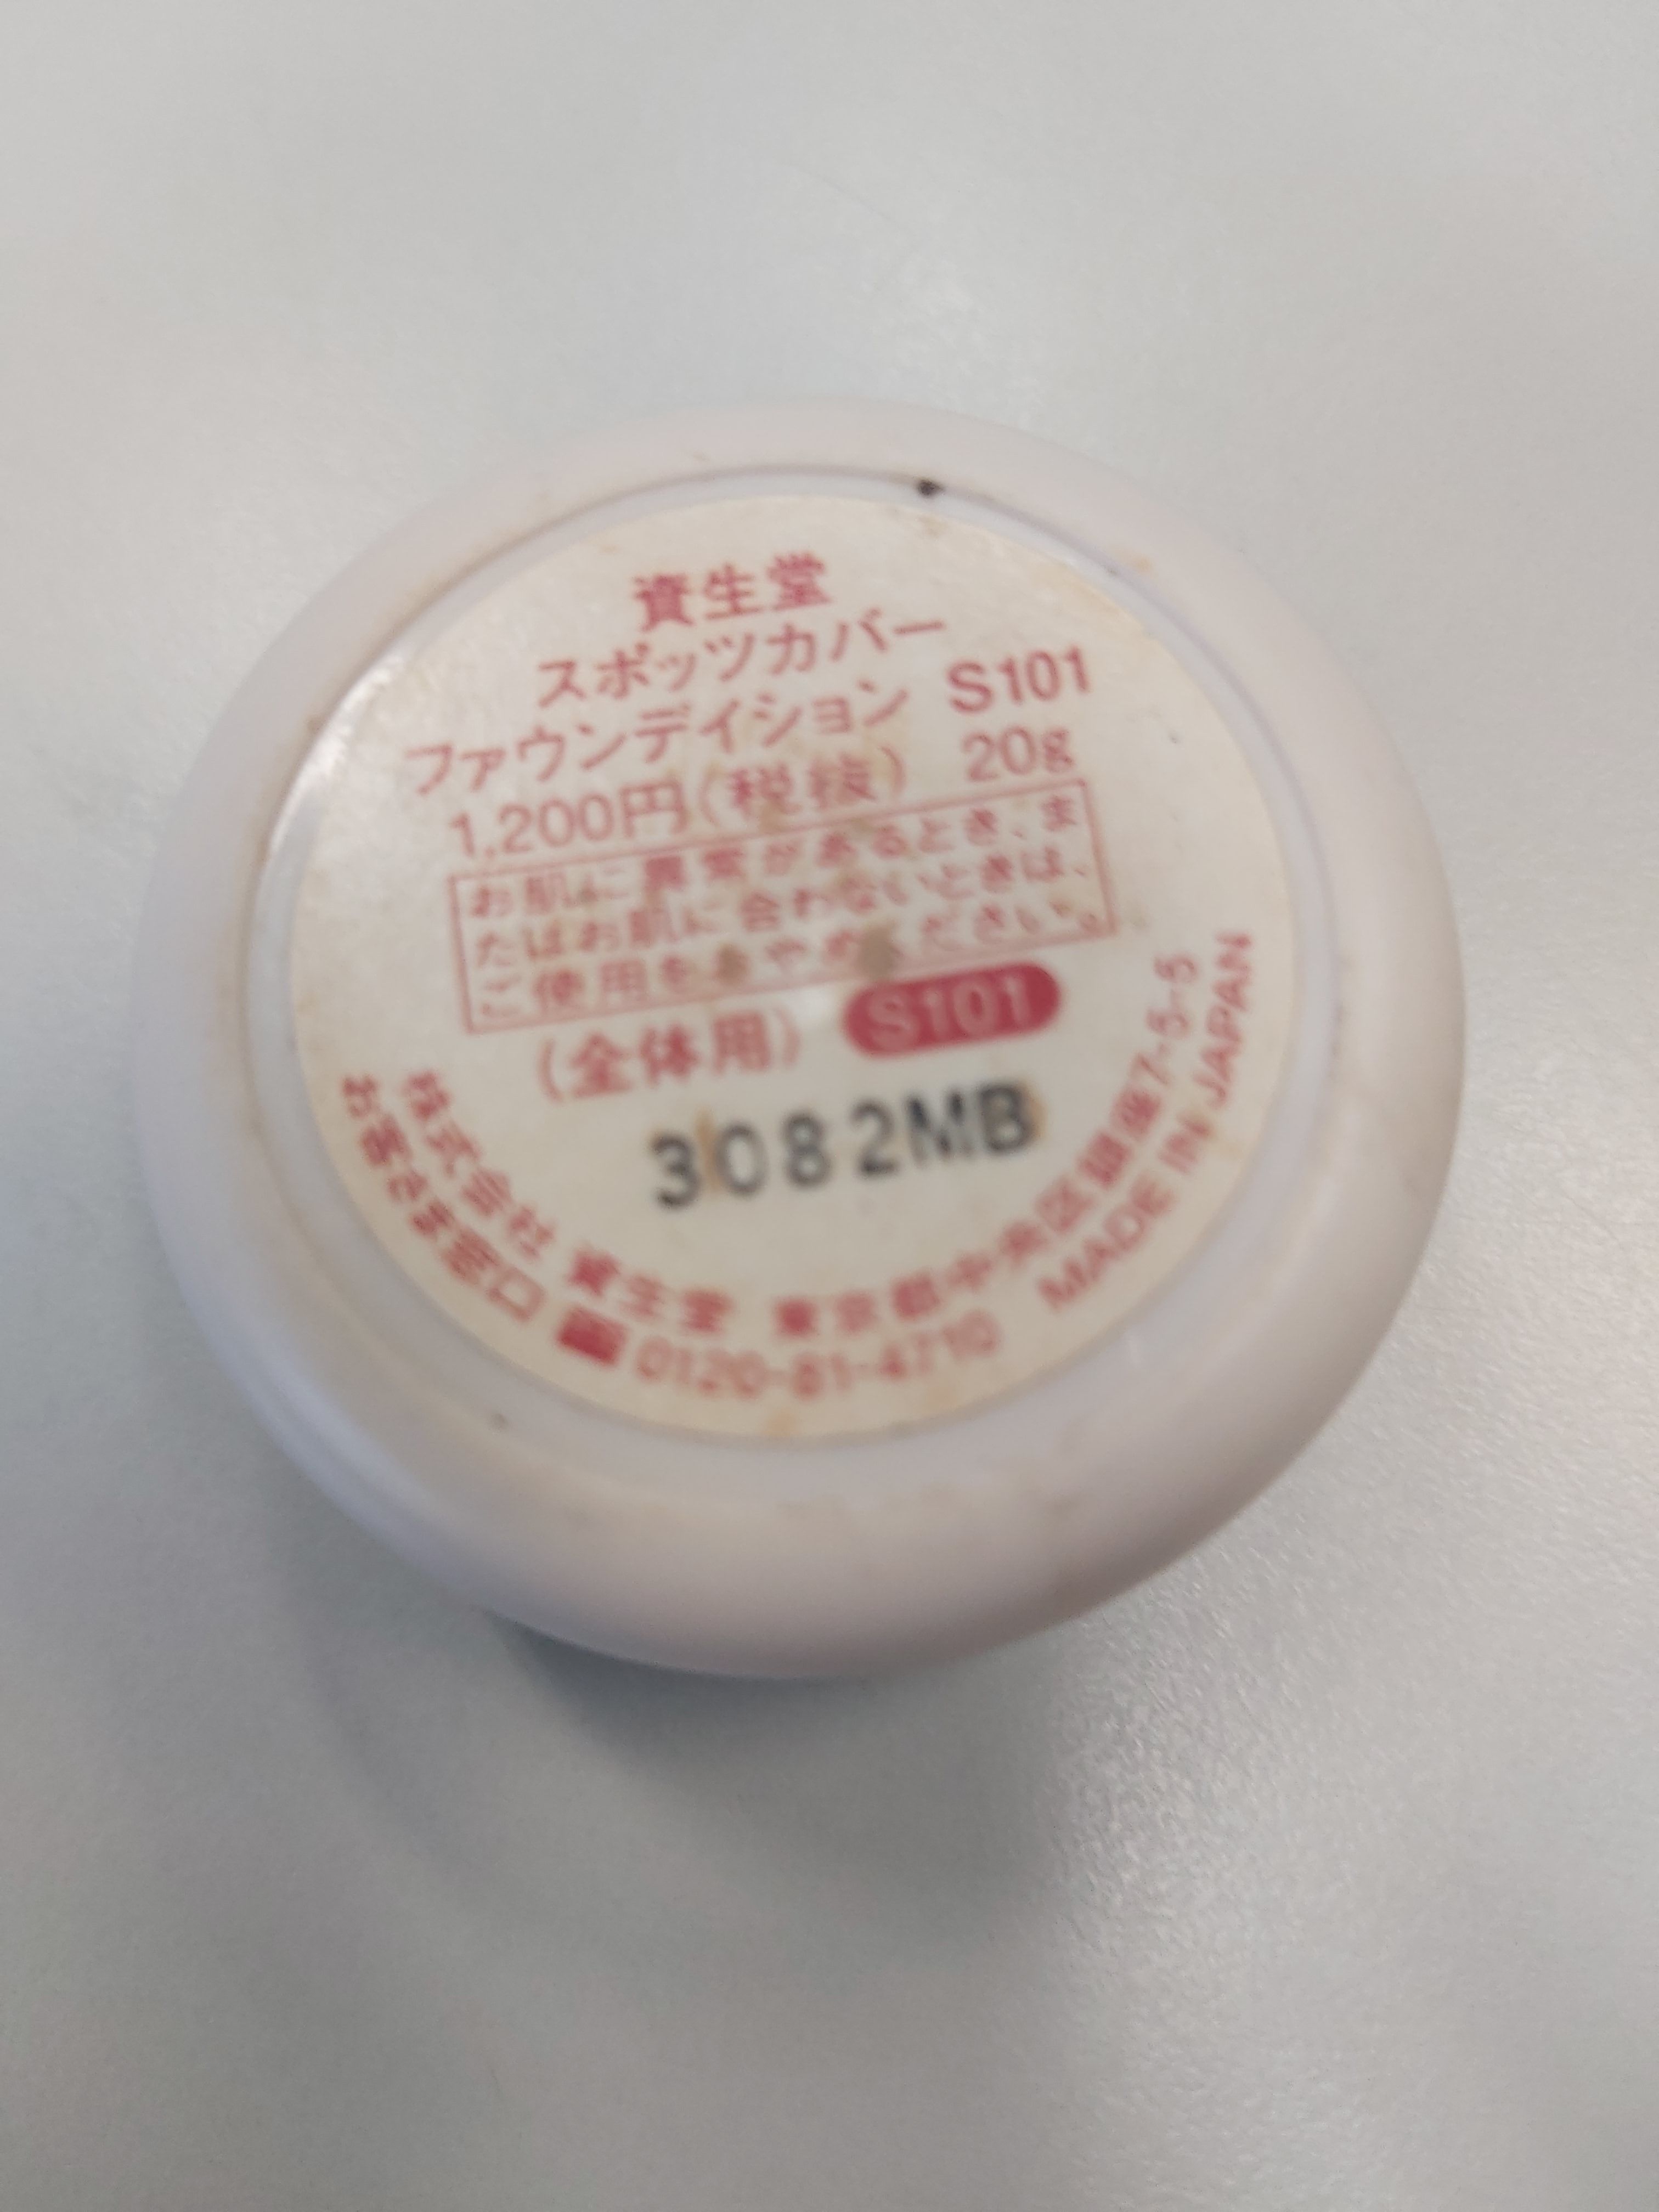 資生堂
スポッツカバー
ファウンデイション S101
1,200円(税抜) 20g
お肌に異常があるとき、ま
たはお肌に合わないときは、
ご使用をおやめください。
(全体用) S101
3082MB
株式会社 資生堂 東京都中央区銀座7-5-5
お客さま窓口 0120-81-4710 MADE IN JAPAN